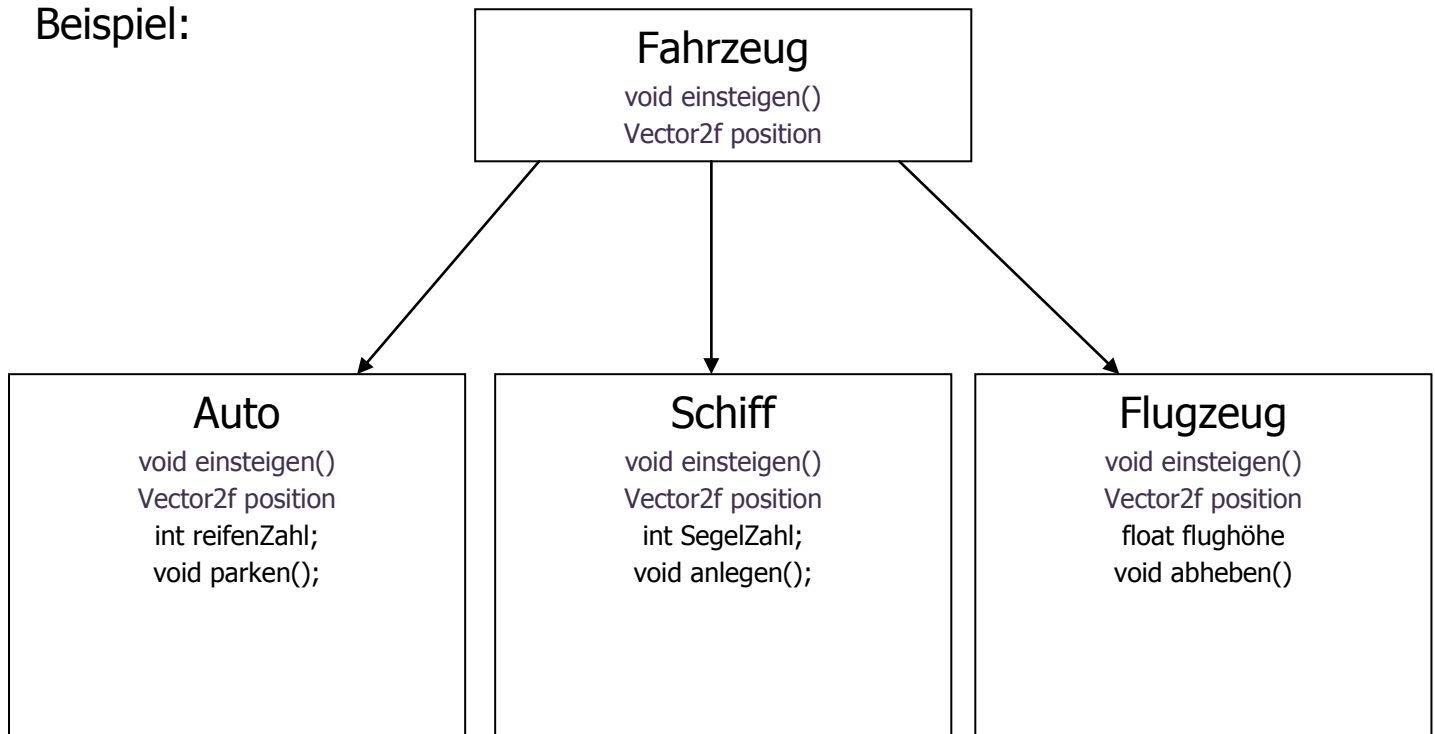 Beispiel:
Fahrzeug
void einsteigen()
Vector2f position
Auto
void einsteigen()
Vector2f position
int reifenZahl;
void parken();
Schiff
void einsteigen()
Vector2f position
int SegelZahl;
void anlegen();
Flugzeug
void einsteigen()
Vector2f position
float flughöhe
void abheben()